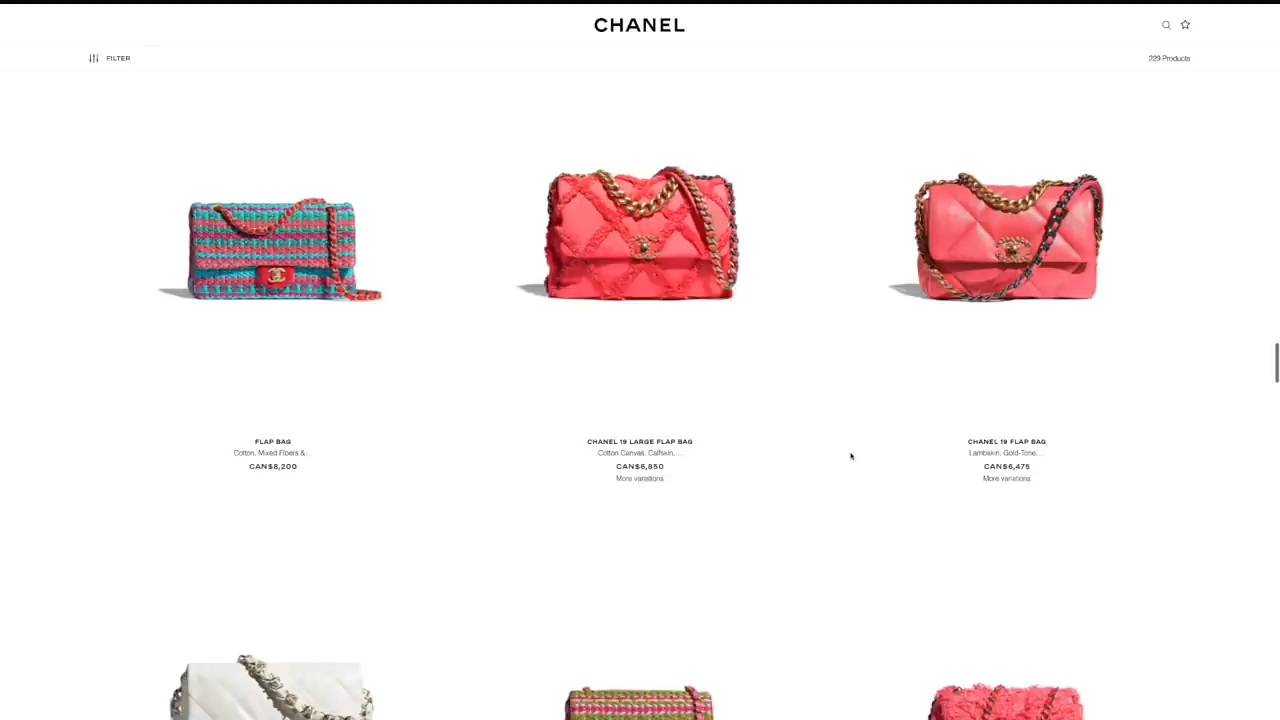 CHANEL
FILTER
229 Products
FLAP BAG
Cotton, Mixed Fibers &...
CAN$8,200
CHANEL 19 LARGE FLAP BAG
Cotton Canvas, Calfskin,...
CAN$6,850
More variations
CHANEL 19 FLAP BAG
Lambskin, Gold-Tone,...
CAN$6,475
More variations